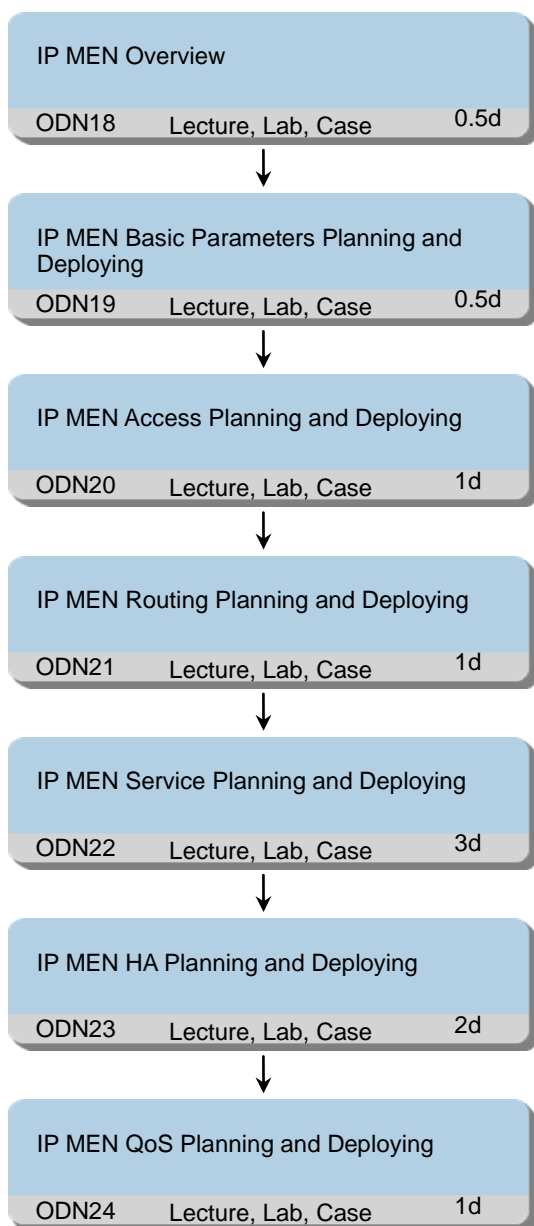 IP MEN Overview
ODN18 Lecture, Lab, Case 0.5d
IP MEN Basic Parameters Planning and
Deploying
ODN19 Lecture, Lab, Case 0.5d
IP MEN Access Planning and Deploying
ODN20 Lecture, Lab, Case 1d
IP MEN Routing Planning and Deploying
ODN21 Lecture, Lab, Case 1d
IP MEN Service Planning and Deploying
ODN22 Lecture, Lab, Case 3d
IP MEN HA Planning and Deploying
ODN23 Lecture, Lab, Case 2d
IP MEN QoS Planning and Deploying
ODN24 Lecture, Lab, Case 1d